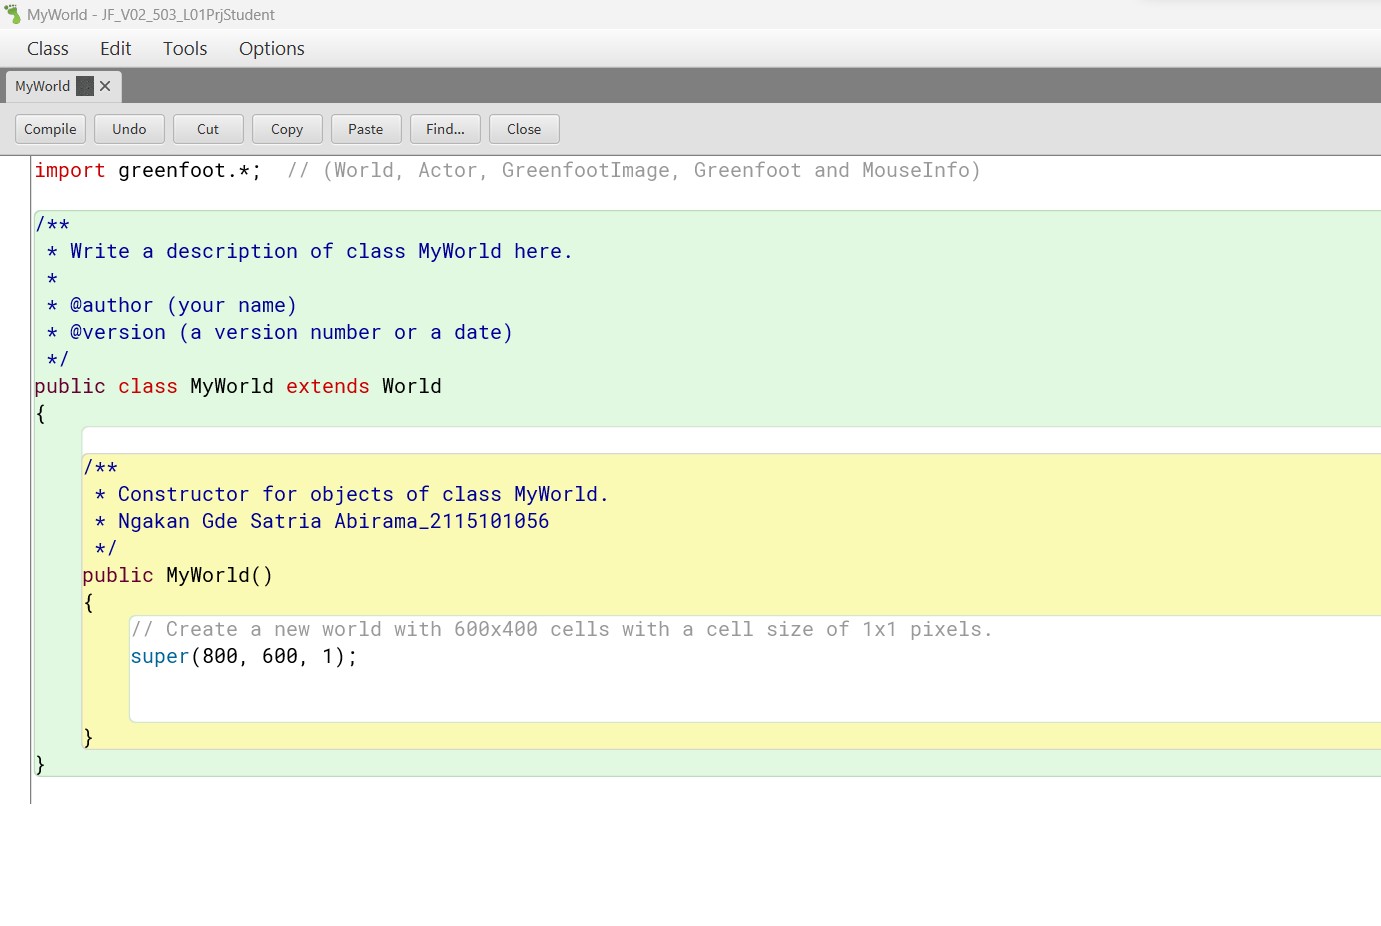 MyWorld - JF_V02_503_L01PrjStudent
Class Edit Tools Options
MyWorld
Compile Undo Cut Copy Paste Find... Close
import greenfoot.*;  // (World, Actor, GreenfootImage, Greenfoot and MouseInfo)
/**
 * Write a description of class MyWorld here.
 *
 * @author (your name)
 * @version (a version number or a date)
 */
public class MyWorld extends World
{
    /**
     * Constructor for objects of class MyWorld.
     * Ngakan Gde Satria Abirama_2115101056
     */
    public MyWorld()
    {
        // Create a new world with 600x400 cells with a cell size of 1x1 pixels.
        super(800, 600, 1);
    }
}